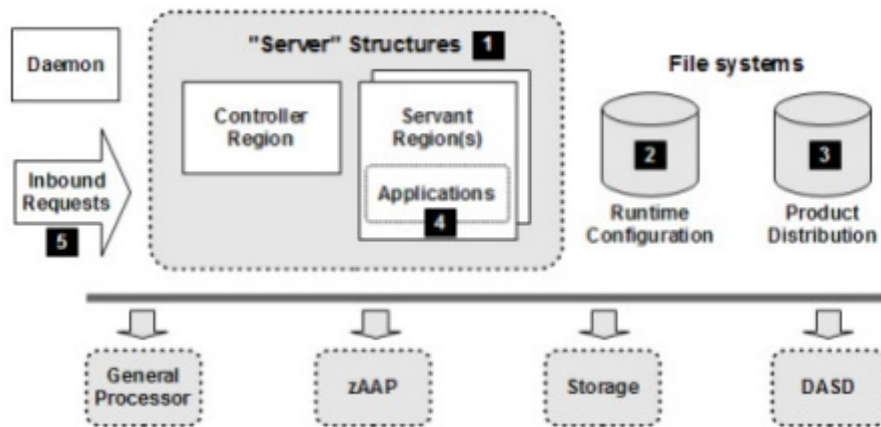 "Server" Structures 1
Daemon
File systems
Controller
Region
Servant
Region(s)
2
3
Inbound
Requests
Applications
5
4
Runtime
Configuration
Product
Distribution
General
Processor
zAAP
Storage
DASD